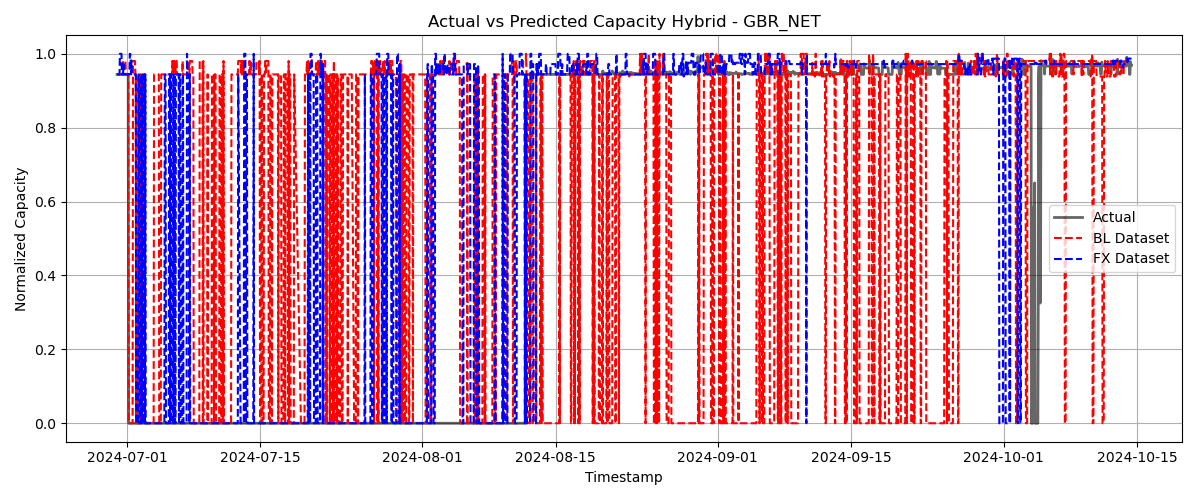 Actual vs Predicted Capacity Hybrid - GBR_NET
1.0
0.8
0.6
0.4
0.2
0.0
Normalized Capacity
Actual
BL Dataset
FX Dataset
2024-07-01
2024-07-15
2024-08-01
2024-08-15
2024-09-01
2024-09-15
2024-10-01
2024-10-15
Timestamp